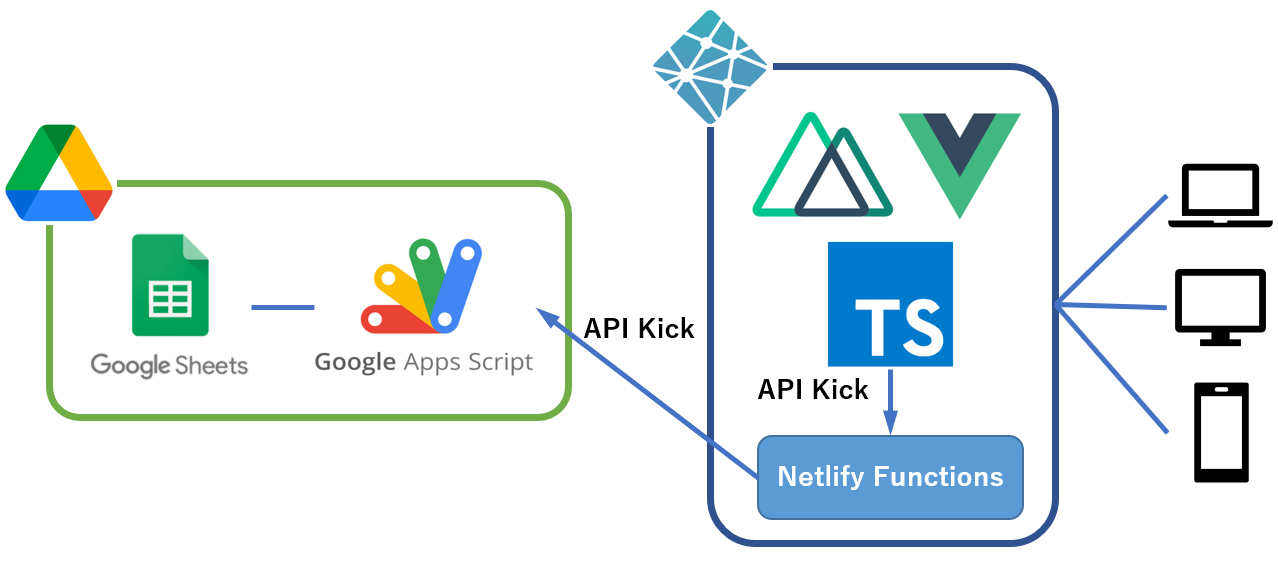 Google Sheets
Google Apps Script
API Kick
TS
API Kick
Netlify Functions